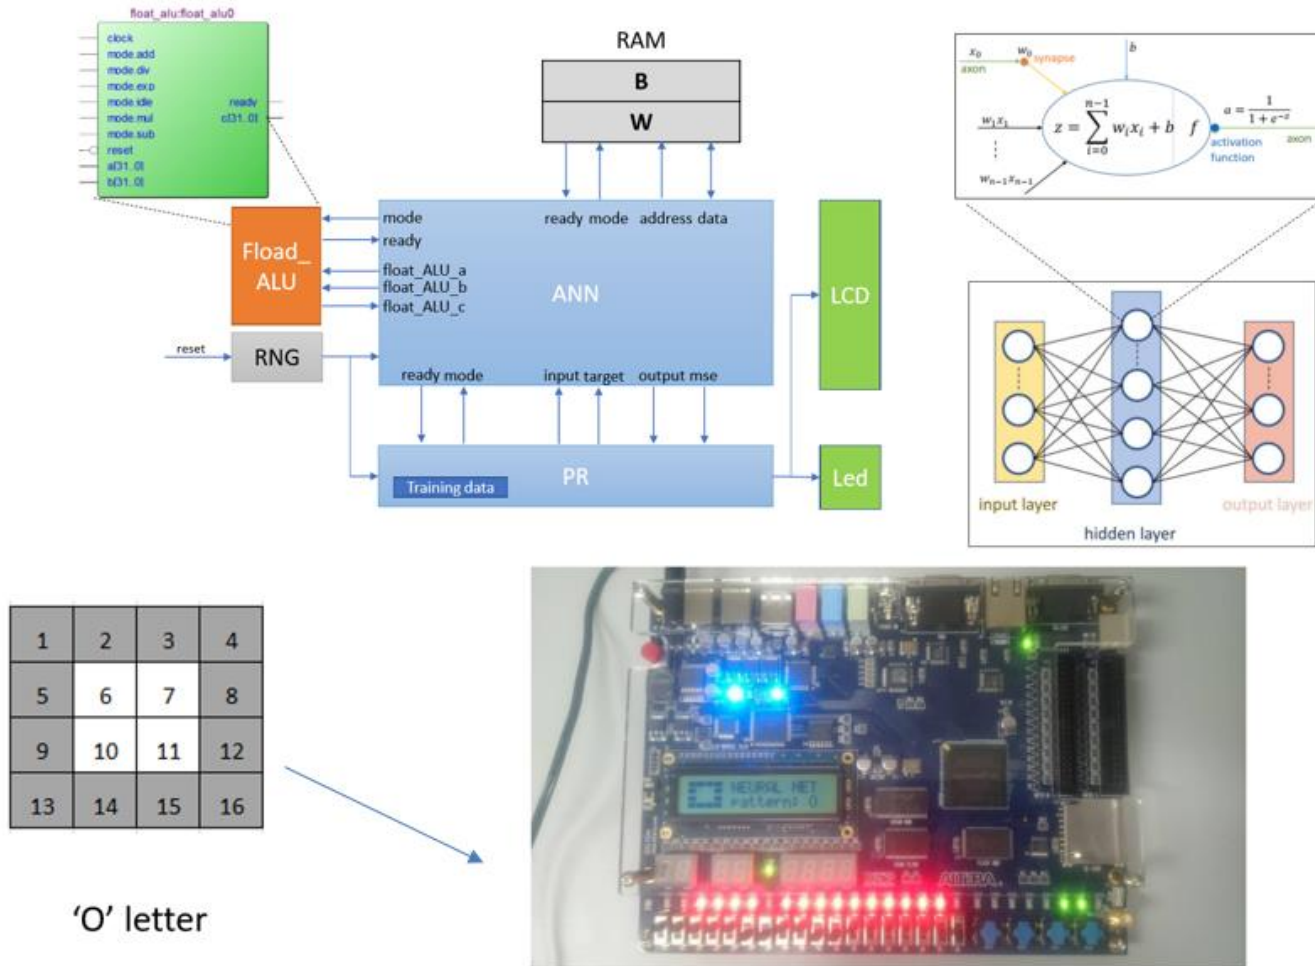 float_alu:float_alu0
clock
mode.add
mode.div
mode.exp
mode.idle
mode.mul
mode.sub
reset
a[31..0]
b[31..0]
ready
c[31..0]
RAM
B
W
ready mode address data
mode
ready
float_ALU_a
float_ALU_b
float_ALU_c
Fload_
ALU
ANN
LCD
reset
RNG
ready mode
input target
output mse
PR
Training data
Led
x₀
w₀
axon
synapse
b
w₁x₁
⋮
wₙ₋₁xₙ₋₁
z = ∑ᵢ₌₀ⁿ⁻¹ wᵢxᵢ + b
f
a = 1/(1 + e⁻ᶻ)
axon
activation
function
input layer
hidden layer
output layer
1 2 3 4
5 6 7 8
9 10 11 12
13 14 15 16
'O' letter
NEURAL NET
pattern: O
ALTERA